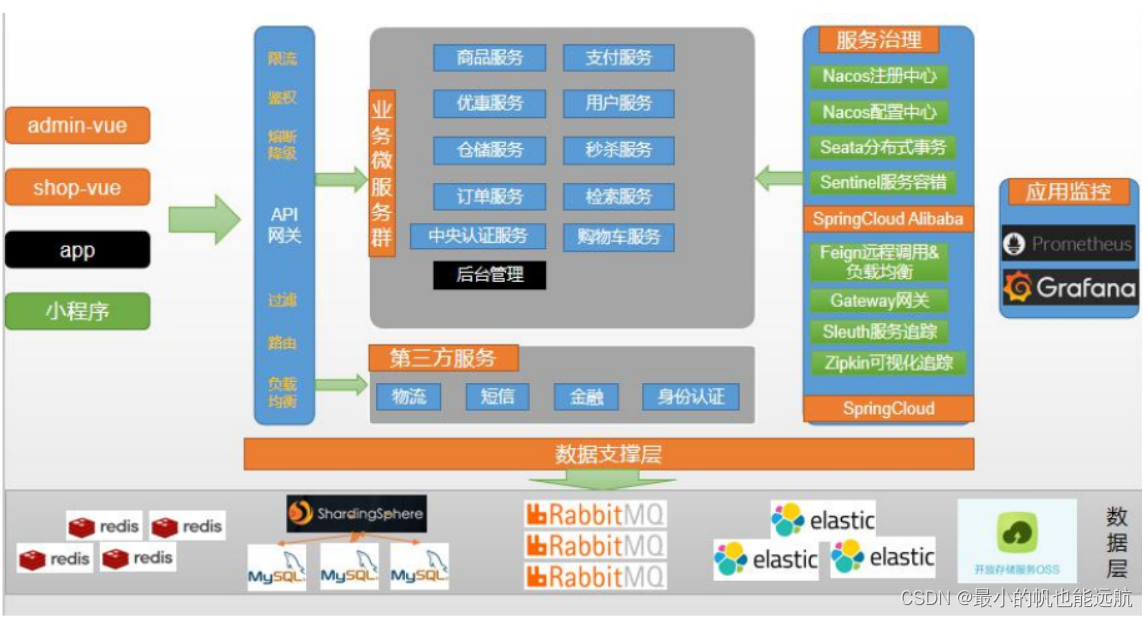 admin-vue
shop-vue
app
小程序
限流
鉴权
熔断
降级
API
网关
过滤
路由
负载
均衡
业务微服务群
商品服务
支付服务
优惠服务
用户服务
仓储服务
秒杀服务
订单服务
检索服务
中央认证服务
购物车服务
后台管理
第三方服务
物流
短信
金融
身份认证
服务治理
Nacos注册中心
Nacos配置中心
Seata分布式事务
Sentinel服务容错
SpringCloud Alibaba
Feign远程调用&
负载均衡
Gateway网关
Sleuth服务追踪
Zipkin可视化追踪
SpringCloud
应用监控
Prometheus
Grafana
数据支撑层
redis
redis
redis
redis
ShardingSphere
MySQL
MySQL
MySQL
RabbitMQ
RabbitMQ
RabbitMQ
elastic
elastic
elastic
开放存储服务OSS
数据层
CSDN @最小的帆也能远航